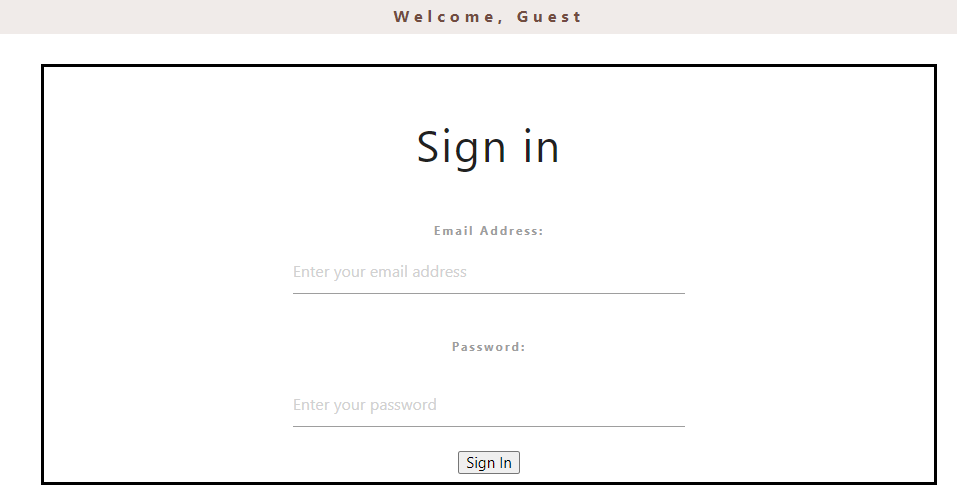 Welcome, Guest
Sign in
Email Address:
Enter your email address
Password:
Enter your password
Sign In